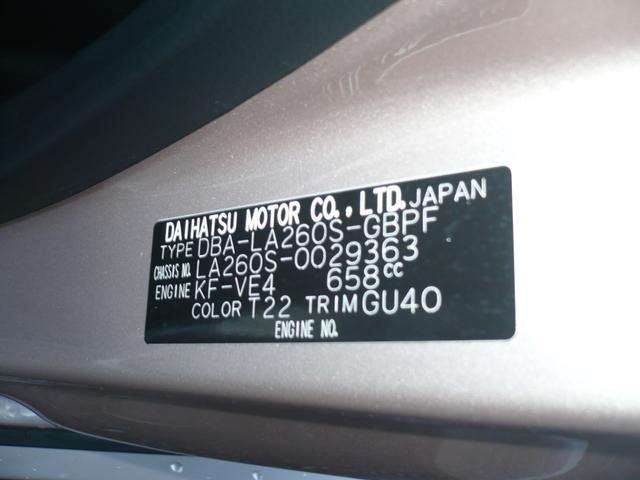 DAIHATSU MOTOR CO., LTD. JAPAN
TYPE DBA-LA260S-GBPF
CHASSIS NO. LA260S-0029363
ENGINE KF-VE4 658cc
COLOR T22 TRIM GU40
ENGINE NO.